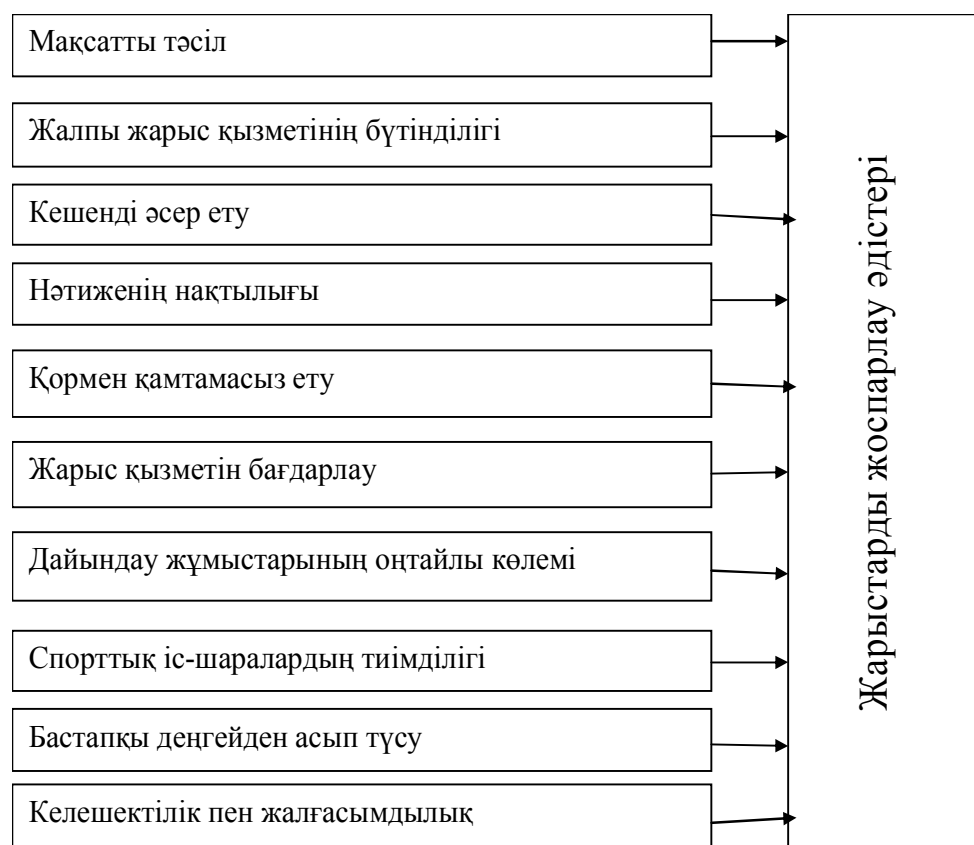 Мақсатты тәсіл
Жалпы жарыс қызметінің бүтінділігі
Кешенді әсер ету
Нәтиженің нақтылығы
Қормен қамтамасыз ету
Жарыс қызметін бағдарлау
Дайындау жұмыстарының оңтайлы көлемі
Спорттық іс-шаралардың тиімділігі
Бастапқы деңгейден асып түсу
Келешектілік пен жалғасымдылық
Жарыстарды жоспарлау әдістері